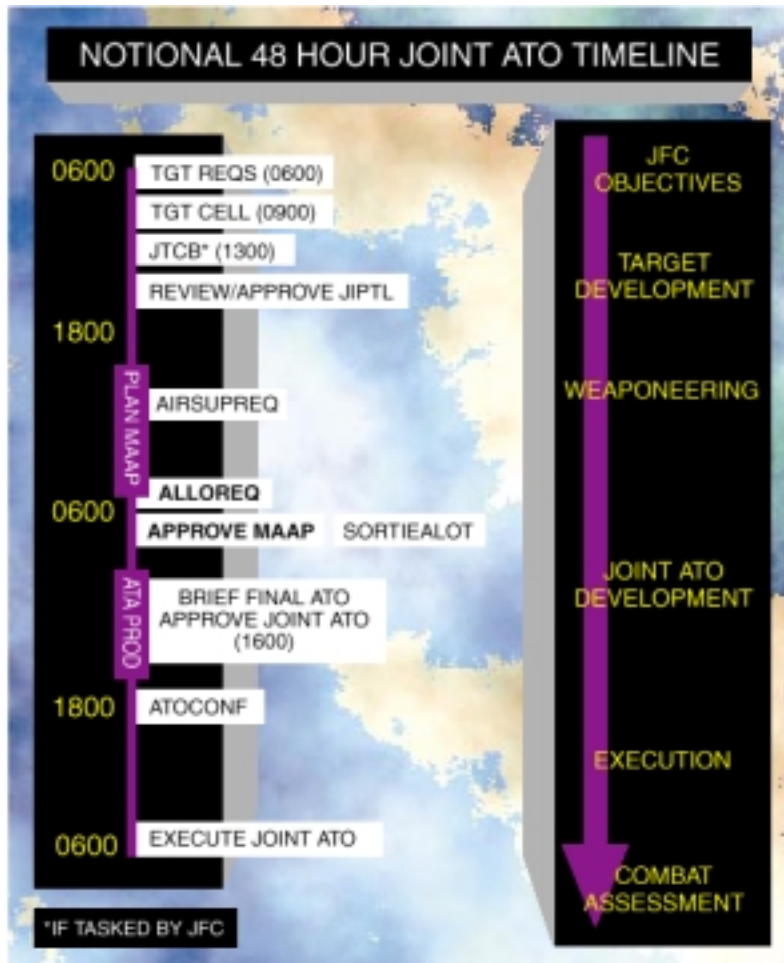 NOTIONAL 48 HOUR JOINT ATO TIMELINE
0600
TGT REQS (0600)
TGT CELL (0900)
JTCB* (1300)
REVIEW/APPROVE JIPTL
1800
PLAN MAAP
AIRSUPREQ
ALLOREQ
0600
APPROVE MAAP
SORTIEALOT
ATA PROD
BRIEF FINAL ATO
APPROVE JOINT ATO
(1600)
1800
ATOCONF
0600
EXECUTE JOINT ATO
*IF TASKED BY JFC
JFC
OBJECTIVES
TARGET
DEVELOPMENT
WEAPONEERING
JOINT ATO
DEVELOPMENT
EXECUTION
COMBAT
ASSESSMENT